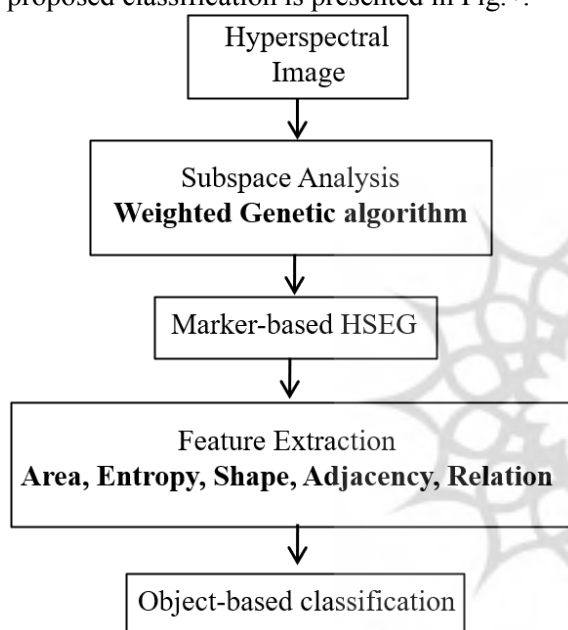 proposed classification is presented in Fig.
Hyperspectral
Image
Subspace Analysis
Weighted Genetic algorithm
Marker-based HSEG
Feature Extraction
Area, Entropy, Shape, Adjacency, Relation
Object-based classification